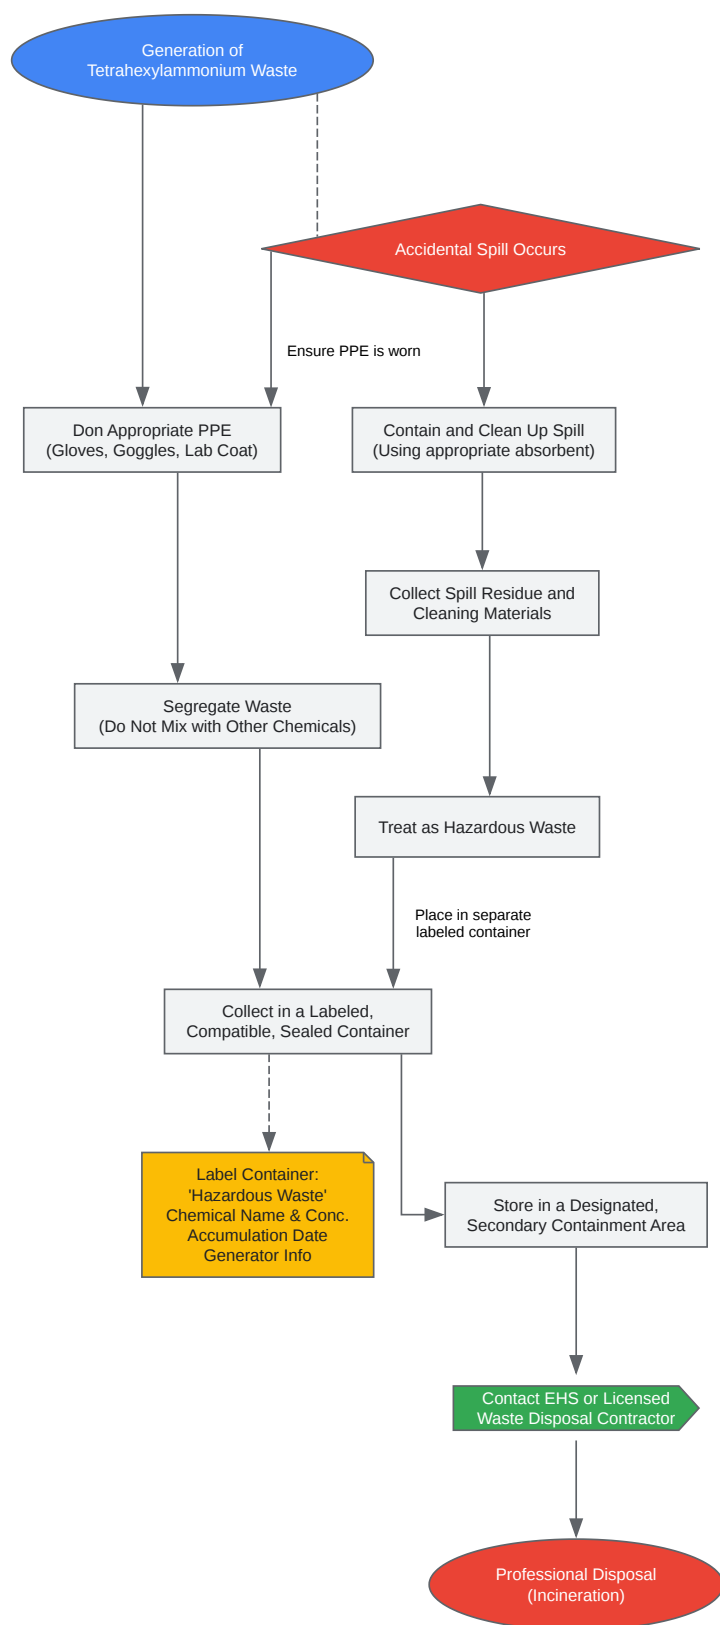 Generation of
Tetrahexylammonium Waste
Accidental Spill Occurs
Ensure PPE is worn
Don Appropriate PPE
(Gloves, Goggles, Lab Coat)
Contain and Clean Up Spill
(Using appropriate absorbent)
Collect Spill Residue and
Cleaning Materials
Segregate Waste
(Do Not Mix with Other Chemicals)
Treat as Hazardous Waste
Place in separate
labeled container
Collect in a Labeled,
Compatible, Sealed Container
Label Container:
'Hazardous Waste'
Chemical Name & Conc.
Accumulation Date
Generator Info
Store in a Designated,
Secondary Containment Area
Contact EHS or Licensed
Waste Disposal Contractor
Professional Disposal
(Incineration)